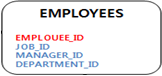 EMPLOYEES
EMPLOUEE_ID
JOB_ID
MANAGER_ID
DEPARTMENT_ID